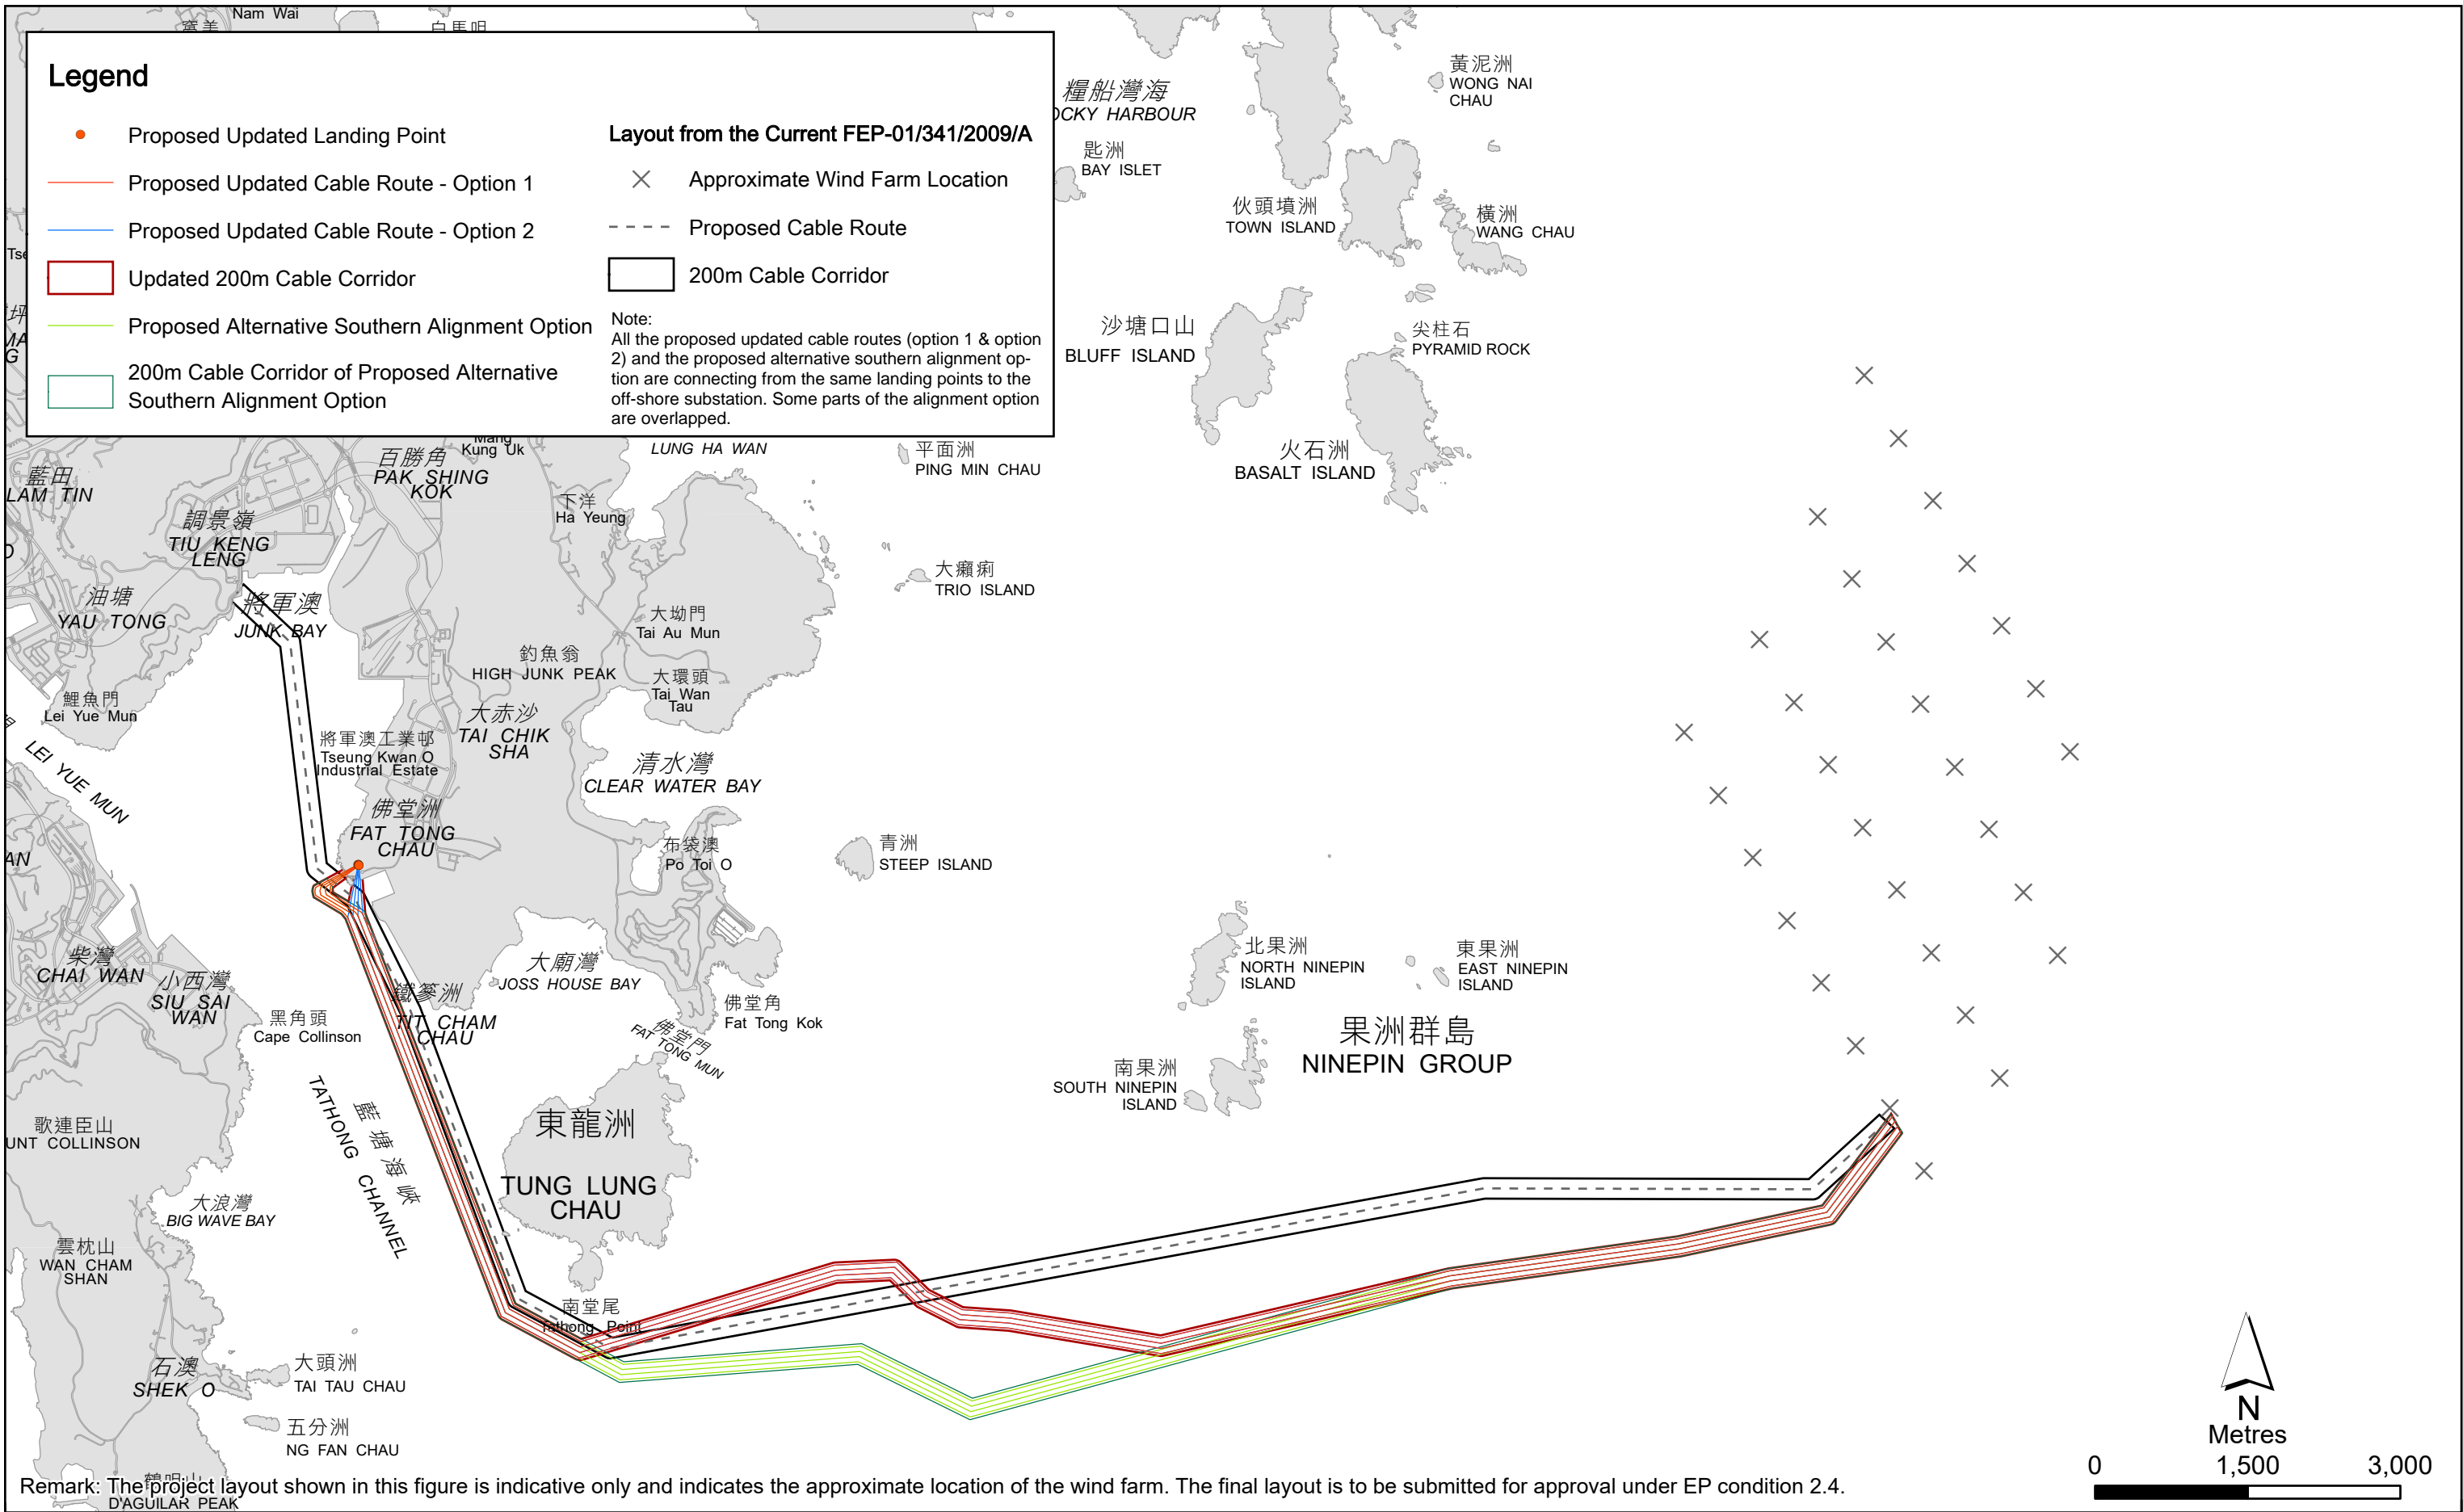 Nam Wai
窩美
白馬咀
Legend
Proposed Updated Landing Point
Proposed Updated Cable Route - Option 1
Proposed Updated Cable Route - Option 2
Updated 200m Cable Corridor
Proposed Alternative Southern Alignment Option
200m Cable Corridor of Proposed Alternative
Southern Alignment Option
Layout from the Current FEP-01/341/2009/A
Approximate Wind Farm Location
Proposed Cable Route
200m Cable Corridor
Note:
All the proposed updated cable routes (option 1 & option
2) and the proposed alternative southern alignment op-
tion are connecting from the same landing points to the
off-shore substation. Some parts of the alignment option
are overlapped.
糧船灣海
OCKY HARBOUR
黃泥洲
WONG NAI
CHAU
匙洲
BAY ISLET
伙頭墳洲
TOWN ISLAND
橫洲
WANG CHAU
沙塘口山
BLUFF ISLAND
尖柱石
PYRAMID ROCK
火石洲
BASALT ISLAND
Tse
坪
MA
G
Mang
Kung Uk
LUNG HA WAN
平面洲
PING MIN CHAU
藍田
LAM TIN
百勝角
PAK SHING
KOK
下洋
Ha Yeung
調景嶺
TIU KENG
LENG
大癩痢
TRIO ISLAND
油塘
YAU TONG
將軍澳
JUNK BAY
大坳門
Tai Au Mun
釣魚翁
HIGH JUNK PEAK
大環頭
Tai Wan
Tau
鯉魚門
Lei Yue Mun
LEI YUE MUN
大赤沙
TAI CHIK
SHA
將軍澳工業邨
Tseung Kwan O
Industrial Estate
清水灣
CLEAR WATER BAY
佛堂洲
FAT TONG
CHAU
布袋澳
Po Toi O
青洲
STEEP ISLAND
AN
柴灣
CHAI WAN
小西灣
SIU SAI
WAN
黑角頭
Cape Collinson
大廟灣
JOSS HOUSE BAY
鐵篸洲
TIT CHAM
CHAU
佛堂角
Fat Tong Kok
佛堂門
FAT TONG MUN
北果洲
NORTH NINEPIN
ISLAND
東果洲
EAST NINEPIN
ISLAND
果洲群島
NINEPIN GROUP
南果洲
SOUTH NINEPIN
ISLAND
歌連臣山
UNT COLLINSON
藍塘海峽
TATHONG CHANNEL
東龍洲
TUNG LUNG
CHAU
大浪灣
BIG WAVE BAY
雲枕山
WAN CHAM
SHAN
南堂尾
Tathong Point
石澳
SHEK O
大頭洲
TAI TAU CHAU
五分洲
NG FAN CHAU
鶴咀山
D'AGUILAR PEAK
Remark: The project layout shown in this figure is indicative only and indicates the approximate location of the wind farm. The final layout is to be submitted for approval under EP condition 2.4.
N
Metres
0 1,500 3,000